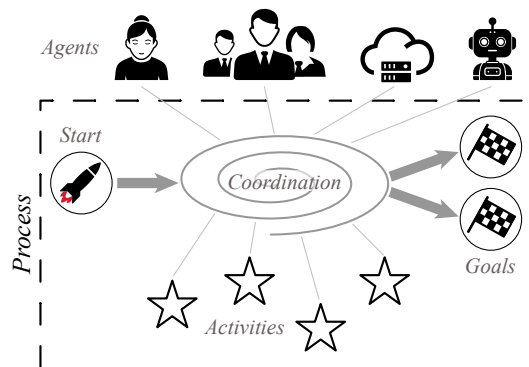 Agents
Start
Process
Coordination
Goals
Activities